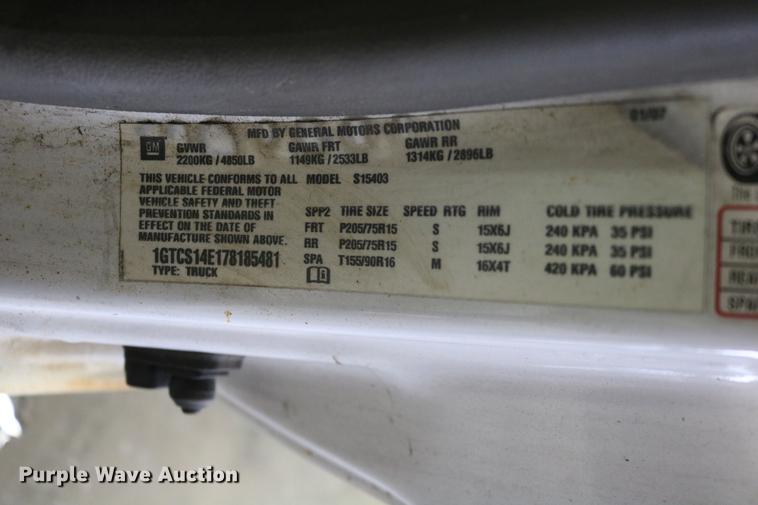 MFD BY GENERAL MOTORS CORPORATION 01/07
GM GVWR GAWR FRT GAWR RR
2200KG / 4850LB 1149KG / 2533LB 1314KG / 2896LB
THIS VEHICLE CONFORMS TO ALL MODEL S15403
APPLICABLE FEDERAL MOTOR
VEHICLE SAFETY AND THEFT
PREVENTION STANDARDS IN SPP2 TIRE SIZE SPEED RTG RIM COLD TIRE PRESSURE
EFFECT ON THE DATE OF FRT P205/75R15 S 15X6J 240 KPA 35 PSI
MANUFACTURE SHOWN ABOVE. RR P205/75R15 S 15X6J 240 KPA 35 PSI
1GTCS14E178185481 SPA T155/90R16 M 16X4T 420 KPA 60 PSI
TYPE: TRUCK
Purple Wave Auction